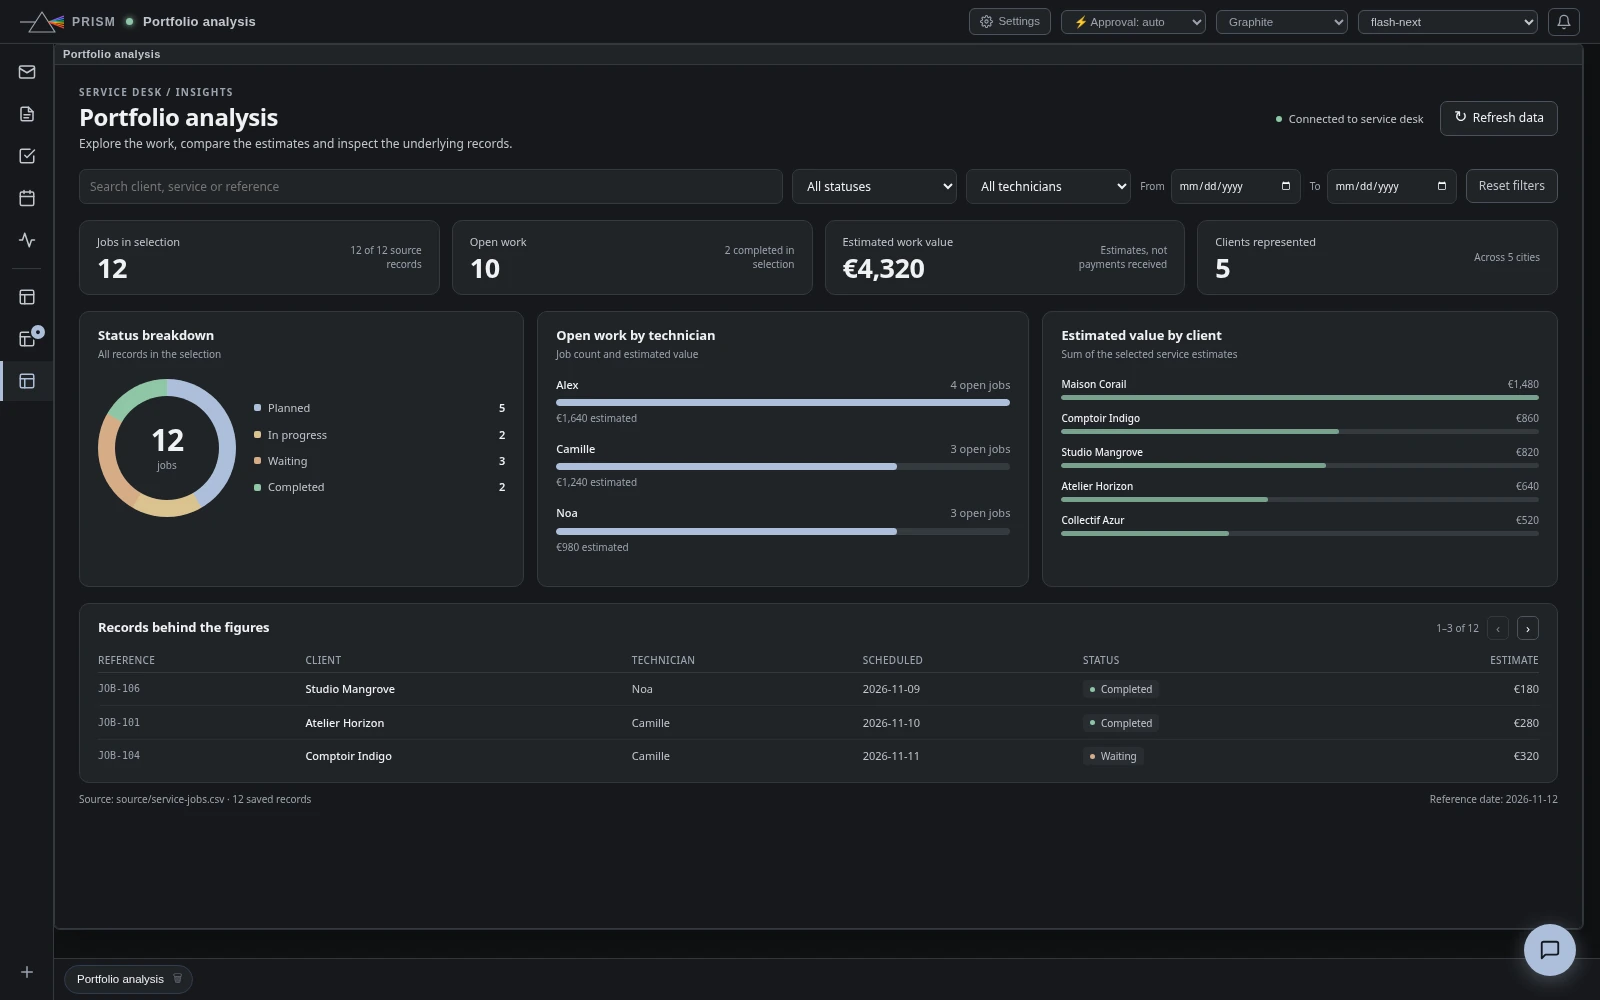 PRISM Portfolio analysis
Settings
⚡ Approval: auto
Graphite
flash-next
Portfolio analysis
SERVICE DESK / INSIGHTS
Portfolio analysis
Explore the work, compare the estimates and inspect the underlying records.
Connected to service desk
↻ Refresh data
Search client, service or reference
All statuses
All technicians
From mm/dd/yyyy
To mm/dd/yyyy
Reset filters
Jobs in selection
12
12 of 12 source
records
Open work
10
2 completed in
selection
Estimated work value
€4,320
Estimates, not
payments received
Clients represented
5
Across 5 cities
Status breakdown
All records in the selection
12
jobs
Planned 5
In progress 2
Waiting 3
Completed 2
Open work by technician
Job count and estimated value
Alex 4 open jobs
€1,640 estimated
Camille 3 open jobs
€1,240 estimated
Noa 3 open jobs
€980 estimated
Estimated value by client
Sum of the selected service estimates
Maison Corail €1,480
Comptoir Indigo €860
Studio Mangrove €820
Atelier Horizon €640
Collectif Azur €520
Records behind the figures
1–3 of 12 ‹ ›
REFERENCE CLIENT TECHNICIAN SCHEDULED STATUS ESTIMATE
JOB-106 Studio Mangrove Noa 2026-11-09 Completed €180
JOB-101 Atelier Horizon Camille 2026-11-10 Completed €280
JOB-104 Comptoir Indigo Camille 2026-11-11 Waiting €320
Source: source/service-jobs.csv · 12 saved records
Reference date: 2026-11-12
Portfolio analysis